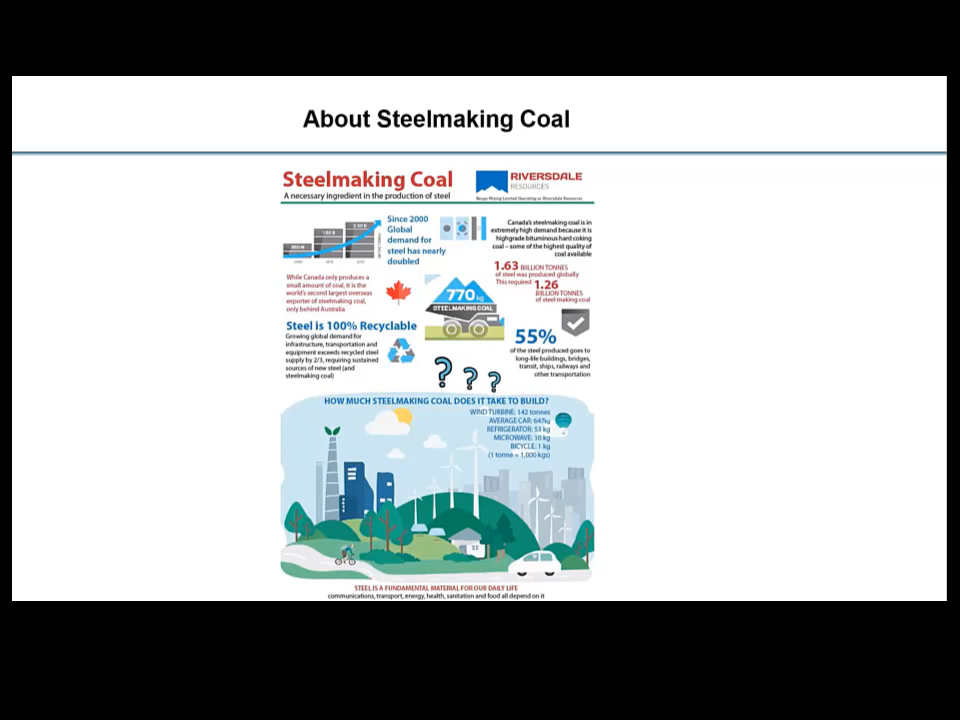 About Steelmaking Coal
Steelmaking Coal
A necessary ingredient in the production of steel
RIVERSDALE
RESOURCES
Benga Mining Limited Operating as Riversdale Resources
Since 2000
Global
demand for
steel has nearly
doubled
Canada's steelmaking coal is in
extremely high demand because it is
highgrade bituminous hard coking
coal – some of the highest quality of
coal available
1.63 BILLION TONNES
of steel was produced globally
This required 1.26
BILLION TONNES
of steel making coal
While Canada only produces a
small amount of coal, it is the
world's second largest overseas
exporter of steelmaking coal,
only behind Australia
770 kg
STEELMAKING COAL
Steel is 100% Recyclable
Growing global demand for
infrastructure, transportation and
equipment exceeds recycled steel
supply by 2/3, requiring sustained
sources of new steel (and
steelmaking coal)
55%
of the steel produced goes to
long-life buildings, bridges,
transit, ships, railways and
other transportation
? ? ?
HOW MUCH STEELMAKING COAL DOES IT TAKE TO BUILD?
WIND TURBINE: 142 tonnes
AVERAGE CAR: 647kg
REFRIGERATOR: 53 kg
MICROWAVE: 10 kg
BICYCLE: 1 kg
(1 tonne = 1,000 kgs)
STEEL IS A FUNDAMENTAL MATERIAL FOR OUR DAILY LIFE
communications, transport, energy, health, sanitation and food all depend on it